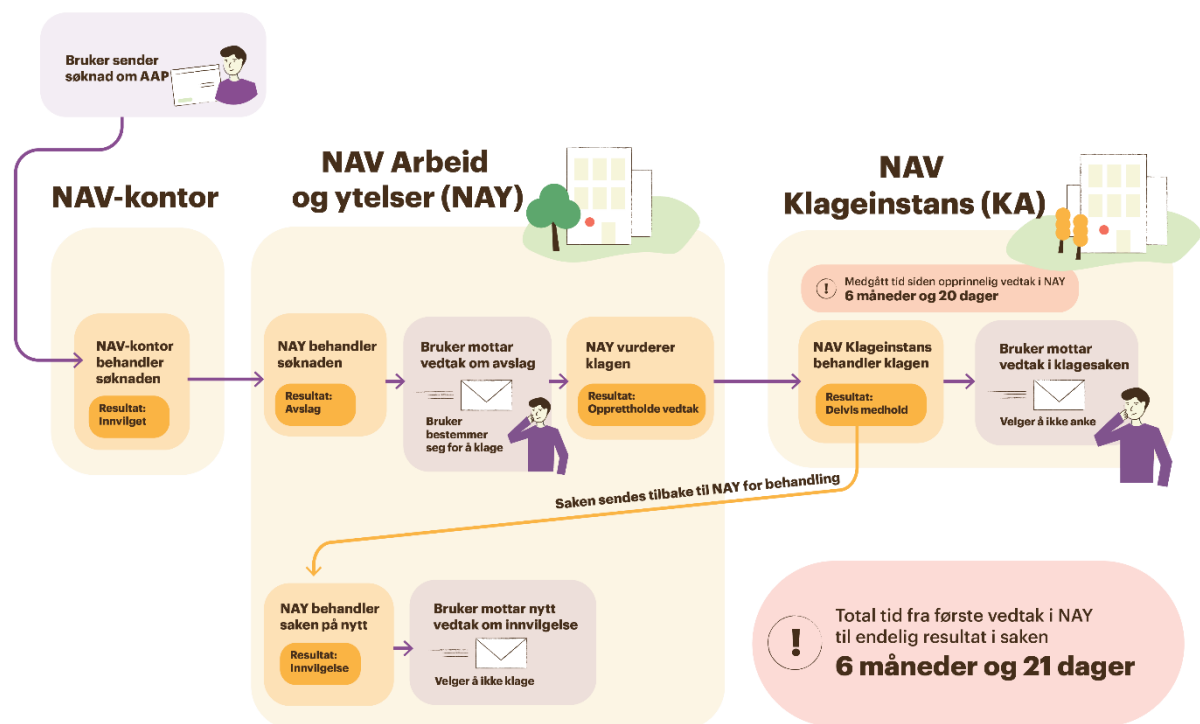 Bruker sender
søknad om AAP
NAV-kontor
NAV-kontor
behandler
søknaden
Resultat:
Innvilget
NAV Arbeid
og ytelser (NAY)
NAY behandler
søknaden
Resultat:
Avslag
Bruker mottar
vedtak om avslag
Bruker
bestemmer
seg for å klage
NAY vurderer
klagen
Resultat:
Opprettholde vedtak
NAV
Klageinstans (KA)
Medgått tid siden opprinnelig vedtak i NAY
6 måneder og 20 dager
NAV Klageinstans
behandler klagen
Resultat:
Delvis medhold
Bruker mottar
vedtak i klagesaken
Velger å ikke anke
Saken sendes tilbake til NAY for behandling
NAY behandler
saken på nytt
Resultat:
Innvilgelse
Bruker mottar nytt
vedtak om innvilgelse
Velger å ikke klage
Total tid fra første vedtak i NAY
til endelig resultat i saken
6 måneder og 21 dager